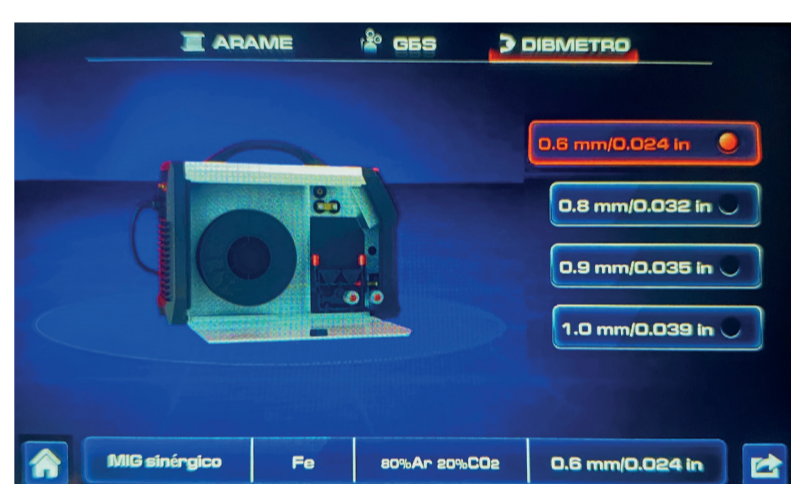 ARAME
GБS
DIБMETRO
0.6 mm/0.024 in
0.8 mm/0.032 in
0.9 mm/0.035 in
1.0 mm/0.039 in
MIG sinérgico
Fe
80%Ar 20%CO2
0.6 mm/0.024 in